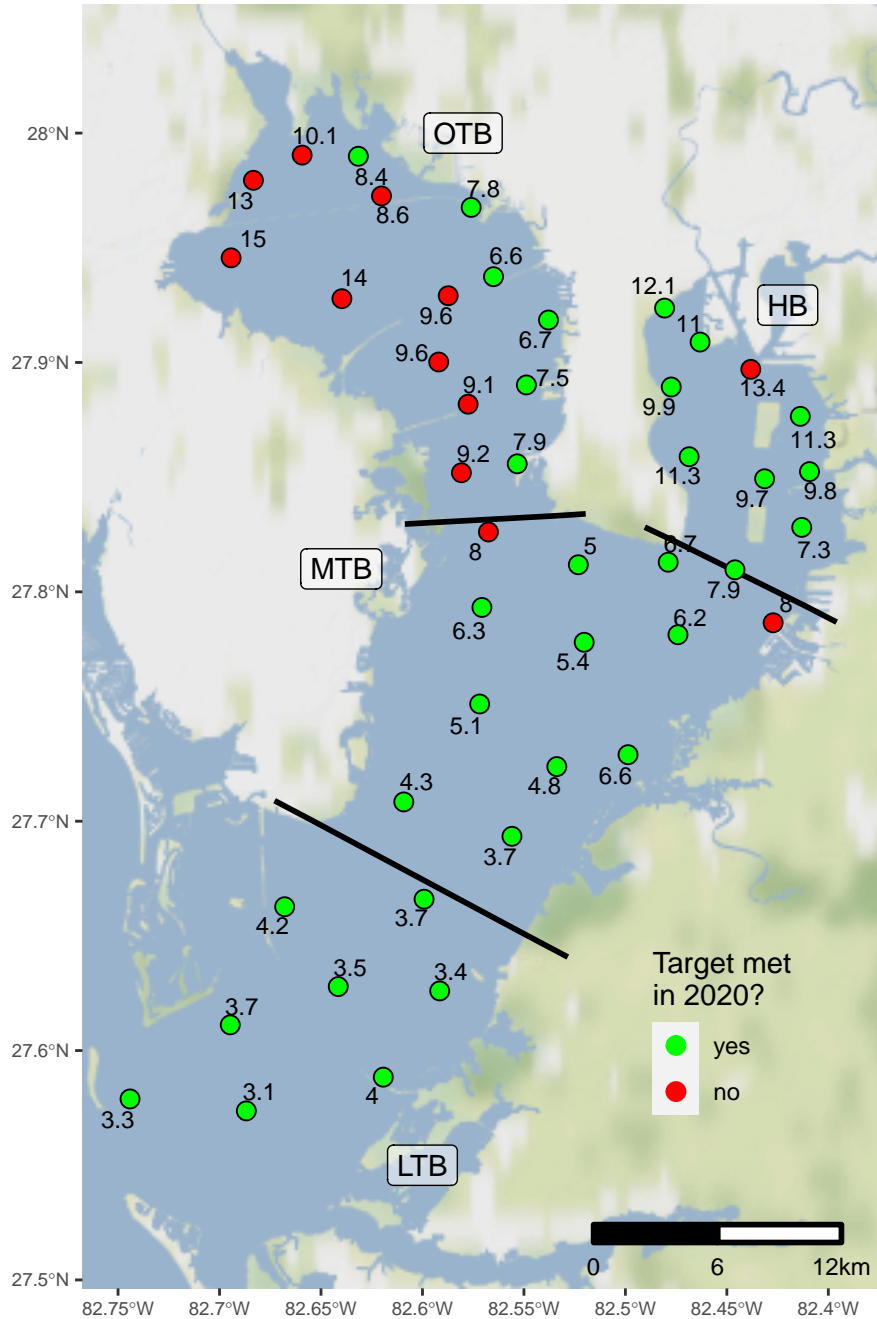 28°N
10.1
OTB
13
8.4
8.6
7.8
15
14
6.6
9.6
6.7
12.1
11
HB
27.9°N
9.6
9.1
7.5
9.9
13.4
11.3
9.2
7.9
11.3
9.7
9.8
7.3
8
5
6.7
7.9
8
MTB
27.8°N
6.3
5.4
6.2
5.1
4.8
6.6
4.3
27.7°N
3.7
4.2
3.7
3.5
3.4
3.7
Target met
in 2020?
yes
no
27.6°N
3.3
3.1
4
LTB
0 6 12km
27.5°N
82.75°W 82.7°W 82.65°W 82.6°W 82.55°W 82.5°W 82.45°W 82.4°W